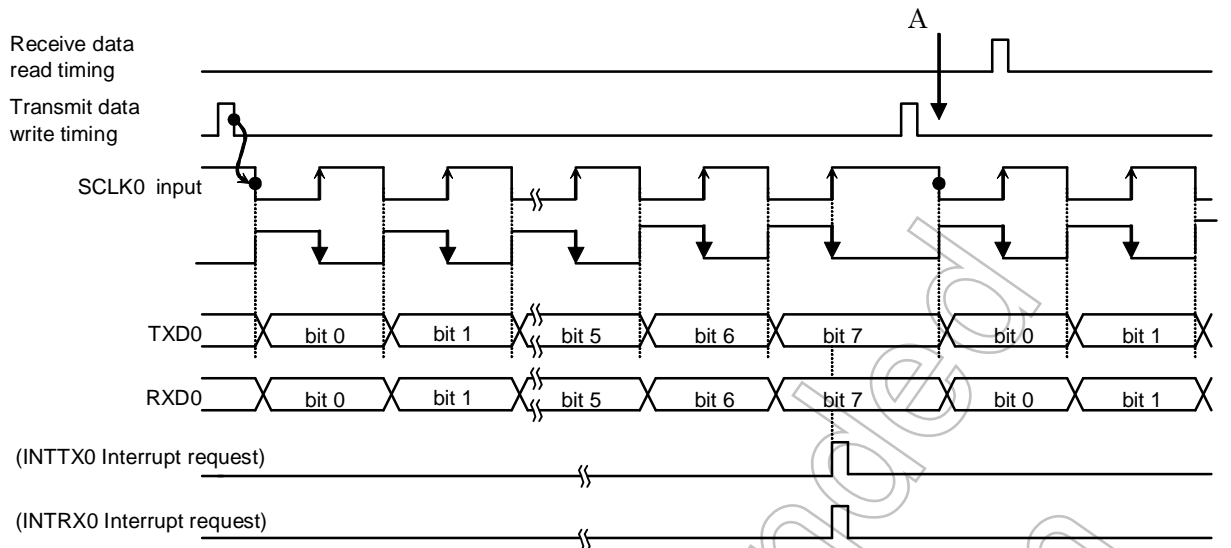 A
Receive data
read timing
Transmit data
write timing
SCLK0 input
TXD0 bit 0 bit 1 bit 5 bit 6 bit 7 bit 0 bit 1
RXD0 bit 0 bit 1 bit 5 bit 6 bit 7 bit 0 bit 1
(INTTX0 Interrupt request)
(INTRX0 Interrupt request)